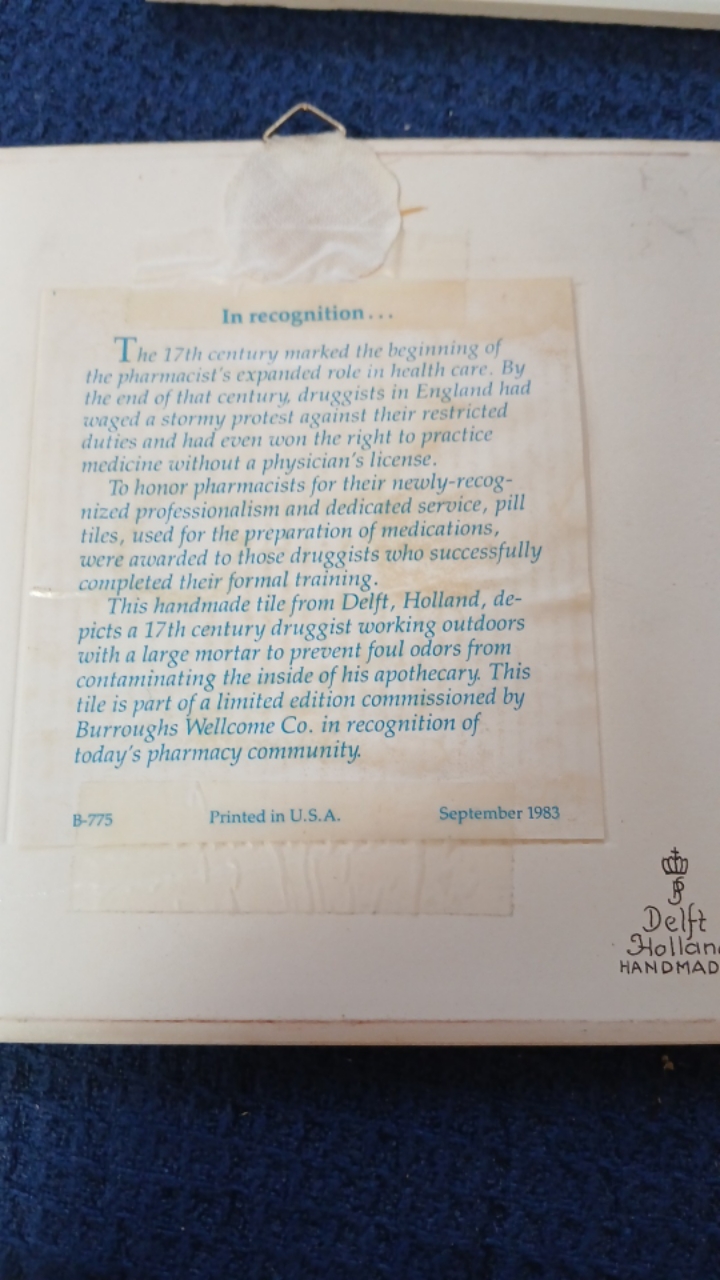 In recognition...
The 17th century marked the beginning of
the pharmacist's expanded role in health care. By
the end of that century, druggists in England had
waged a stormy protest against their restricted
duties and had even won the right to practice
medicine without a physician's license.
To honor pharmacists for their newly-recog-
nized professionalism and dedicated service, pill
tiles, used for the preparation of medications,
were awarded to those druggists who successfully
completed their formal training.
This handmade tile from Delft, Holland, de-
picts a 17th century druggist working outdoors
with a large mortar to prevent foul odors from
contaminating the inside of his apothecary. This
tile is part of a limited edition commissioned by
Burroughs Wellcome Co. in recognition of
today's pharmacy community.
B-775 Printed in U.S.A. September 1983
Delft
Hollan
HANDMAD